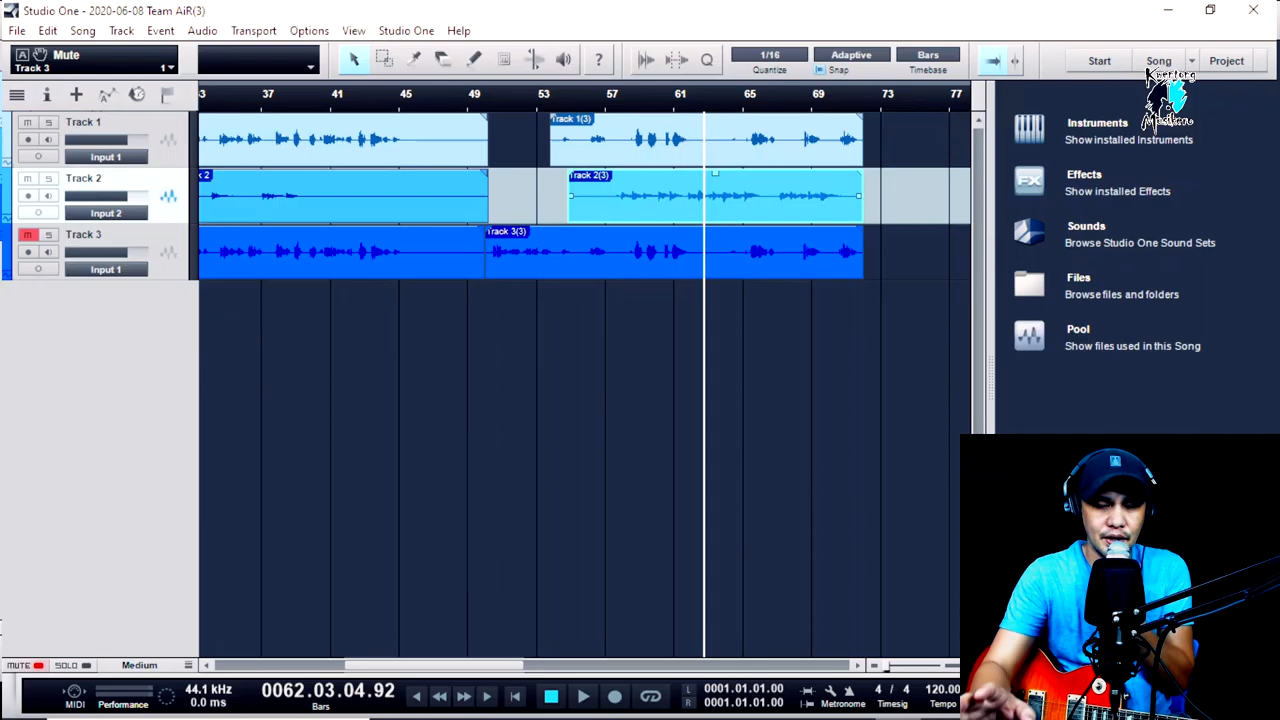 Studio One - 2020-06-08 Team AiR(3)
File Edit Song Track Event Audio Options Transport View Studio One Help
A Mute
Track 3 1
1/16 Adaptive Bars
Quantize Snap Timebase
Start Song Project
Kwentong
Musikero
37 41 45 49 53 57 61 65 69 73 77
m s Track 1
Input 1
Track 1(3)
m s Track 2
Input 2
Track 2(3)
m s Track 3
Input 1
Track 3(3)
Instruments
Show installed Instruments
FX Effects
Show installed Effects
Sounds
Browse Studio One Sound Sets
Files
Browse files and folders
Pool
Show files used in this Song
MUTE SOLO Medium
MIDI Performance
44.1 kHz
0.0 ms
0062.03.04.92
Bars
L 0001.01.01.00
R 0001.01.01.00
Metronome
4 / 4
Timesig
120.00
Tempo